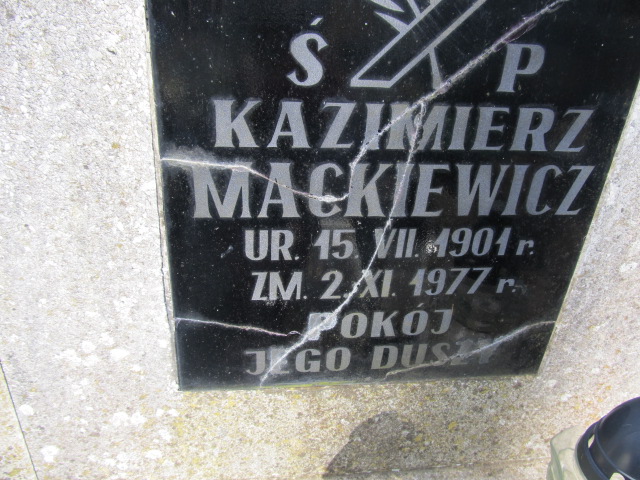 Ś P
KAZIMIERZ
MACKIEWICZ
UR. 15. VII. 1901 r.
ZM. 2. XI. 1977 r.
POKÓJ
JEGO DUSZY